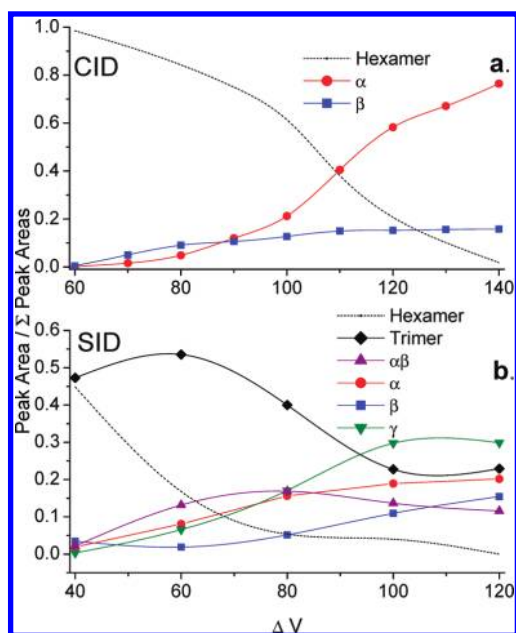 CID
Hexamer
α
β
a.
1.0
0.8
0.6
0.4
0.2
0.0
60 80 100 120 140
Peak Area / Σ Peak Areas
SID
Hexamer
Trimer
αβ
α
β
γ
b.
0.6
0.5
0.4
0.3
0.2
0.1
0.0
40 60 80 100 120
Δ V